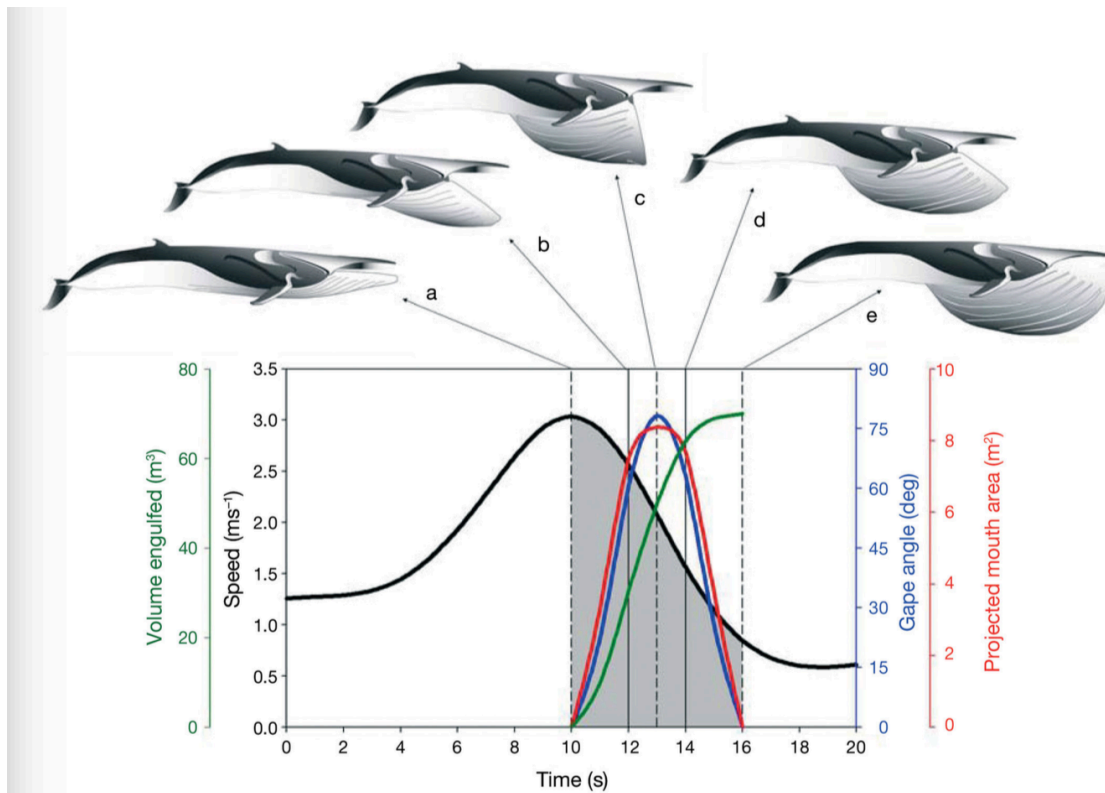 c
b
d
a
e
80
60
40
20
0
Volume engulfed (m³)
3.5
3.0
2.5
2.0
1.5
1.0
0.5
0.0
Speed (ms⁻¹)
90
75
60
45
30
15
0
Gape angle (deg)
10
8
6
4
2
0
Projected mouth area (m²)
0 2 4 6 8 10 12 14 16 18 20
Time (s)